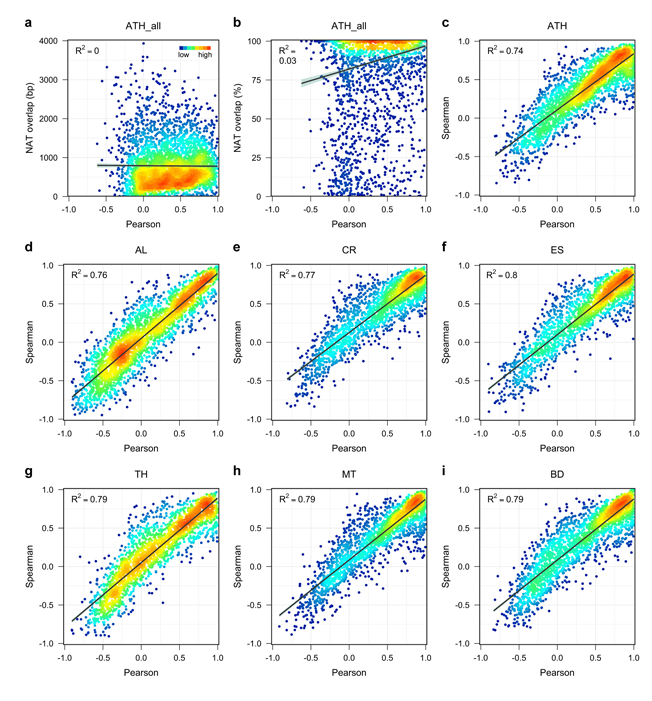 a
ATH_all
R² = 0
low high
NAT overlap (bp)
4000
3000
2000
1000
0
-1.0 -0.5 0.0 0.5 1.0
Pearson
b
ATH_all
R² =
0.03
NAT overlap (%)
100
75
50
25
0
-1.0 -0.5 0.0 0.5 1.0
Pearson
c
ATH
R² = 0.74
Spearman
1.0
0.5
0.0
-0.5
-1.0
-1.0 -0.5 0.0 0.5 1.0
Pearson
d
AL
R² = 0.76
Spearman
1.0
0.5
0.0
-0.5
-1.0
-1.0 -0.5 0.0 0.5 1.0
Pearson
e
CR
R² = 0.77
Spearman
1.0
0.5
0.0
-0.5
-1.0
-1.0 -0.5 0.0 0.5 1.0
Pearson
f
ES
R² = 0.8
Spearman
1.0
0.5
0.0
-0.5
-1.0
-1.0 -0.5 0.0 0.5 1.0
Pearson
g
TH
R² = 0.79
Spearman
1.0
0.5
0.0
-0.5
-1.0
-1.0 -0.5 0.0 0.5 1.0
Pearson
h
MT
R² = 0.79
Spearman
1.0
0.5
0.0
-0.5
-1.0
-1.0 -0.5 0.0 0.5 1.0
Pearson
i
BD
R² = 0.79
Spearman
1.0
0.5
0.0
-0.5
-1.0
-1.0 -0.5 0.0 0.5 1.0
Pearson